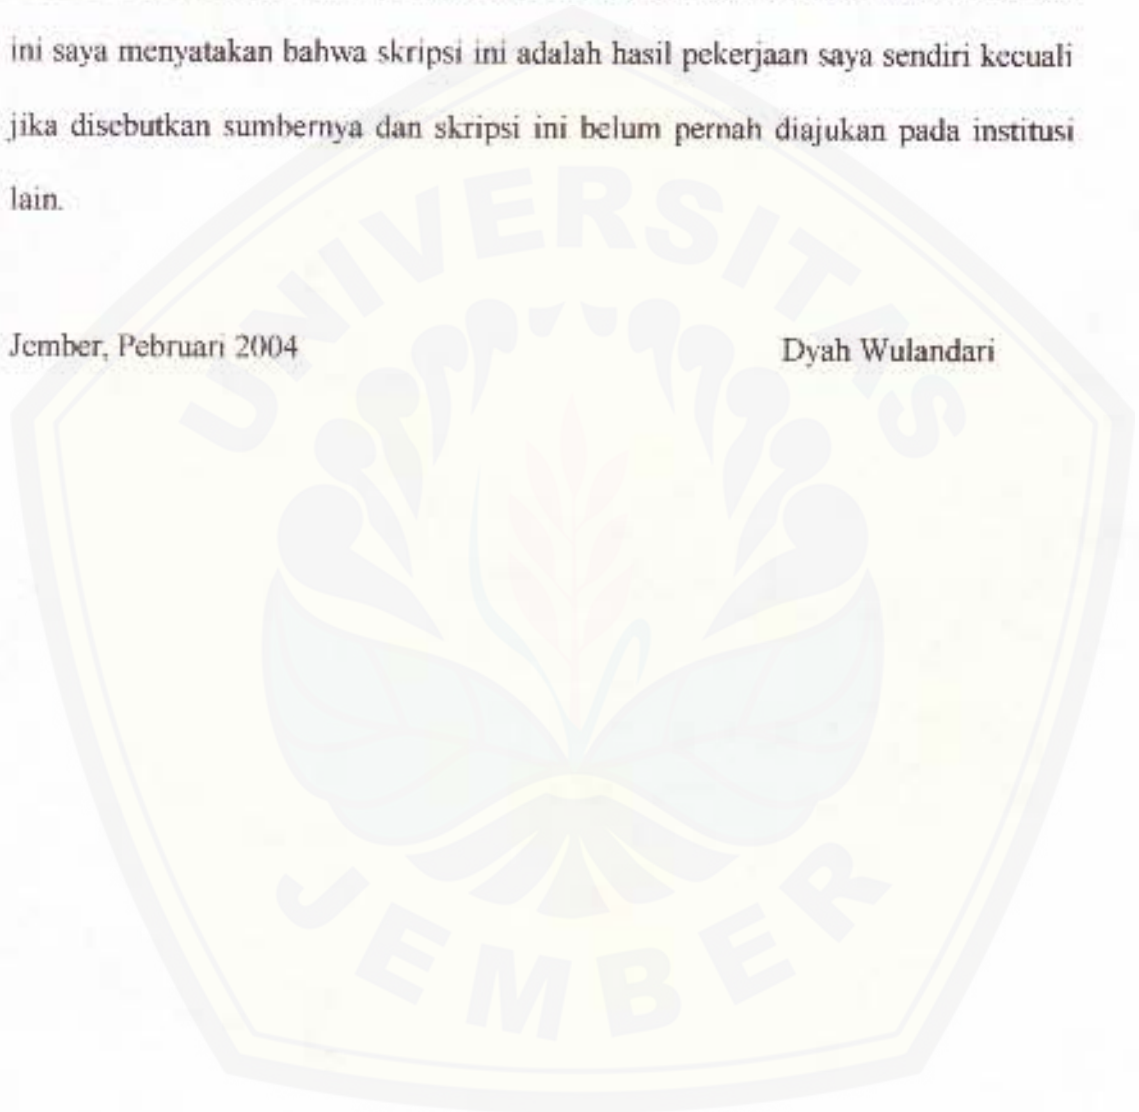 ini saya menyatakan bahwa skripsi ini adalah hasil pekerjaan saya sendiri kecuali
jika disebutkan sumbernya dan skripsi ini belum pernah diajukan pada institusi
lain.
UNIVERSITAS
Jember, Pebruari 2004 Dyah Wulandari
JEMBER